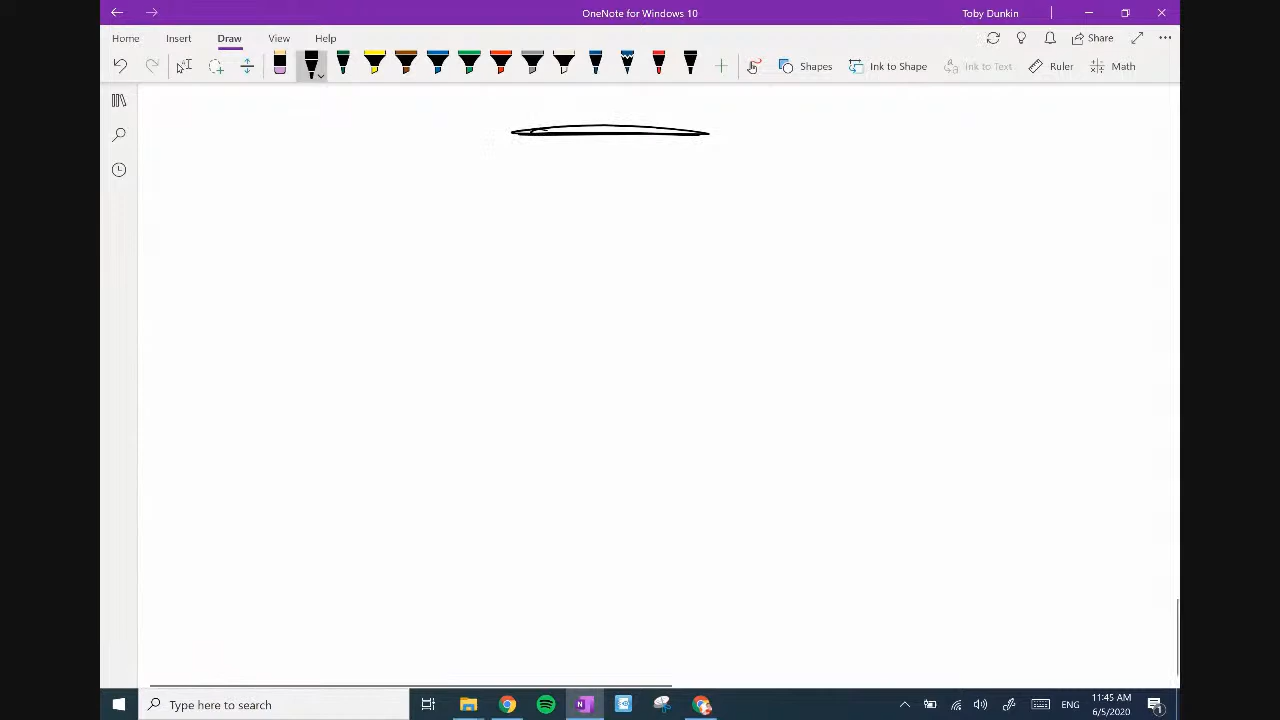 OneNote for Windows 10
Toby Dunkin
Home Insert Draw View Help
Share
Shapes Ink to Shape Ink to Text Ruler Math
Type here to search
ENG
11:45 AM
6/5/2020
1